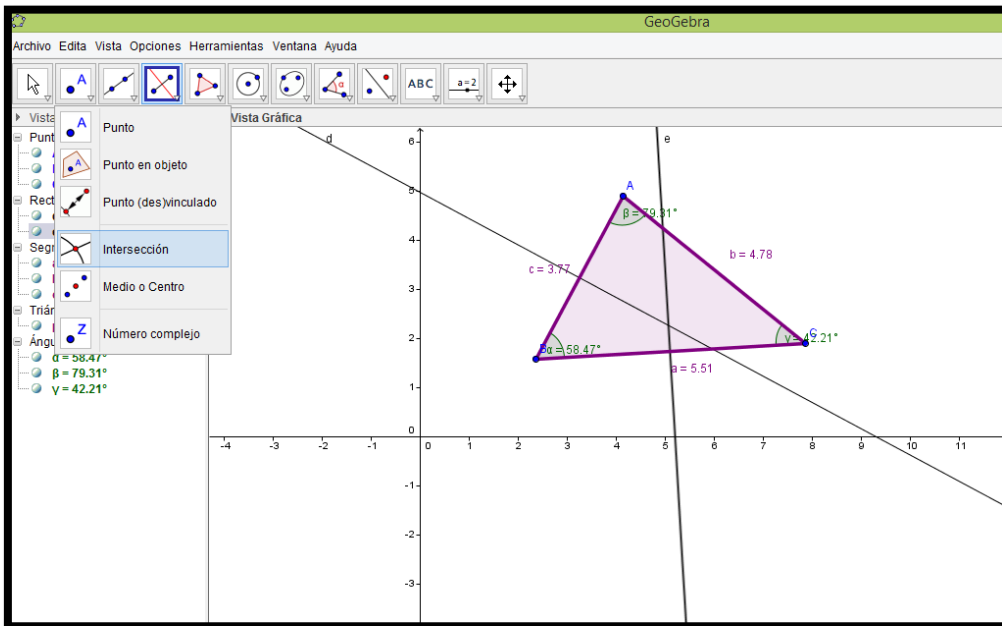 GeoGebra
Archivo Edita Vista Opciones Herramientas Ventana Ayuda
A
ABC
a=2
α
Vista
Vista Gráfica
A Punto
A Punto en objeto
Punto (des)vinculado
Intersección
Medio o Centro
Z Número complejo
Punt
Rect
Segr
Trián
Ángu
α = 58.47°
β = 79.31°
γ = 42.21°
d
e
6
5
4
3
2
1
0
-1
-2
-3
-4 -2 -1 0 1 2 3 4 5 6 7 8 9 10 11
A
β = 79.31°
c = 3.77
b = 4.78
C
γ = 42.21°
B
α = 58.47°
a = 5.51